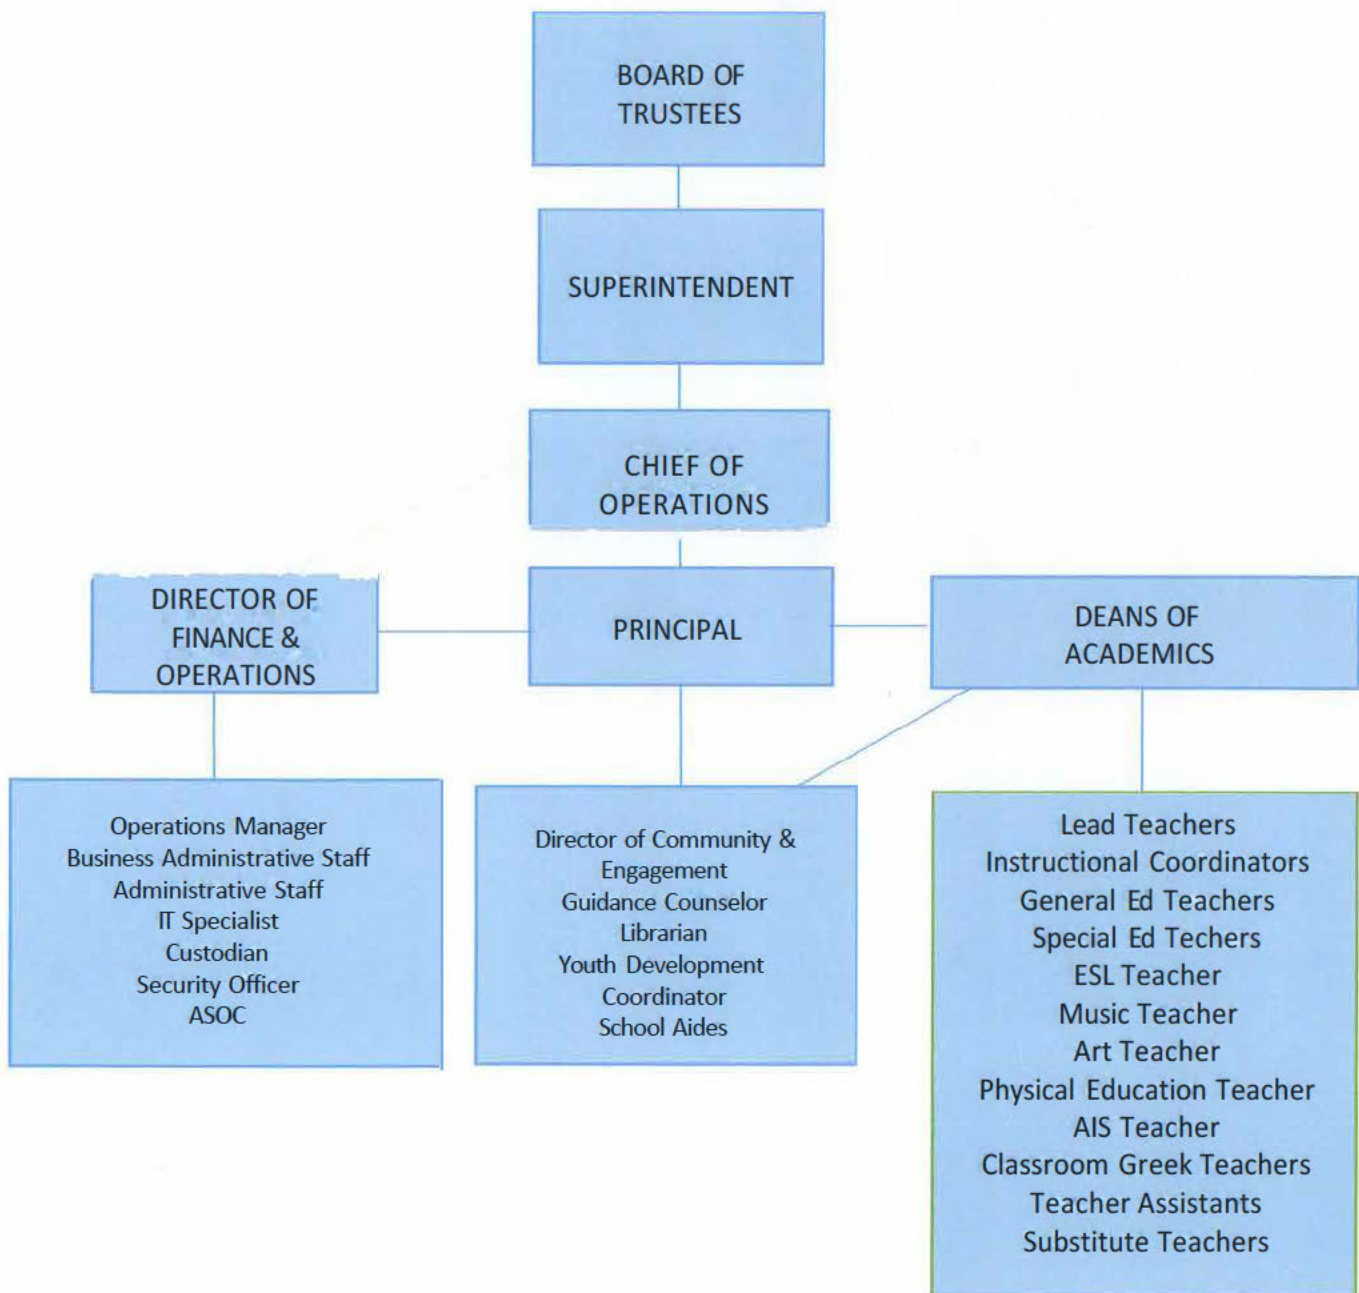 BOARD OF
TRUSTEES
SUPERINTENDENT
CHIEF OF
OPERATIONS
DIRECTOR OF
FINANCE &
OPERATIONS
PRINCIPAL
DEANS OF
ACADEMICS
Operations Manager
Business Administrative Staff
Administrative Staff
IT Specialist
Custodian
Security Officer
ASOC
Director of Community &
Engagement
Guidance Counselor
Librarian
Youth Development
Coordinator
School Aides
Lead Teachers
Instructional Coordinators
General Ed Teachers
Special Ed Techers
ESL Teacher
Music Teacher
Art Teacher
Physical Education Teacher
AIS Teacher
Classroom Greek Teachers
Teacher Assistants
Substitute Teachers